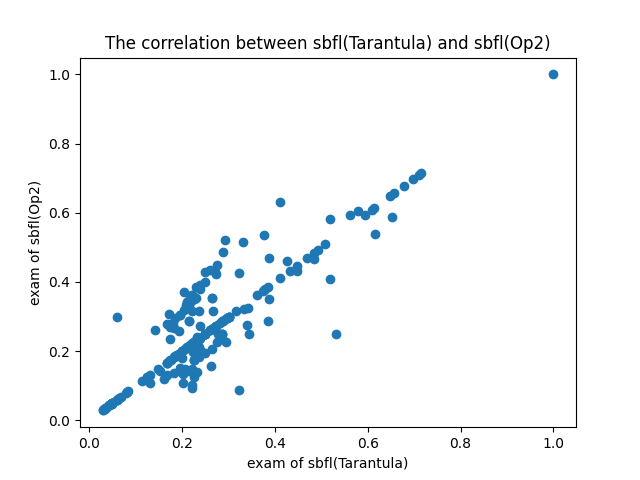 The correlation between sbfl(Tarantula) and sbfl(Op2)
1.0
0.8
0.6
0.4
0.2
0.0
exam of sbfl(Op2)
0.0 0.2 0.4 0.6 0.8 1.0
exam of sbfl(Tarantula)